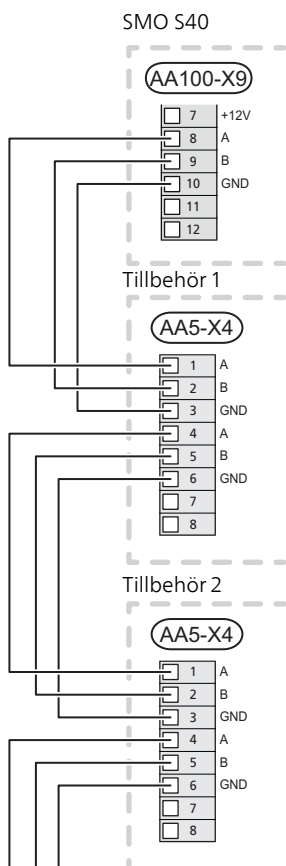 SMO S40
AA100-X9
7 +12V
8 A
9 B
10 GND
11
12
Tillbehör 1
AA5-X4
1 A
2 B
3 GND
4 A
5 B
6 GND
7
8
Tillbehör 2
AA5-X4
1 A
2 B
3 GND
4 A
5 B
6 GND
7
8